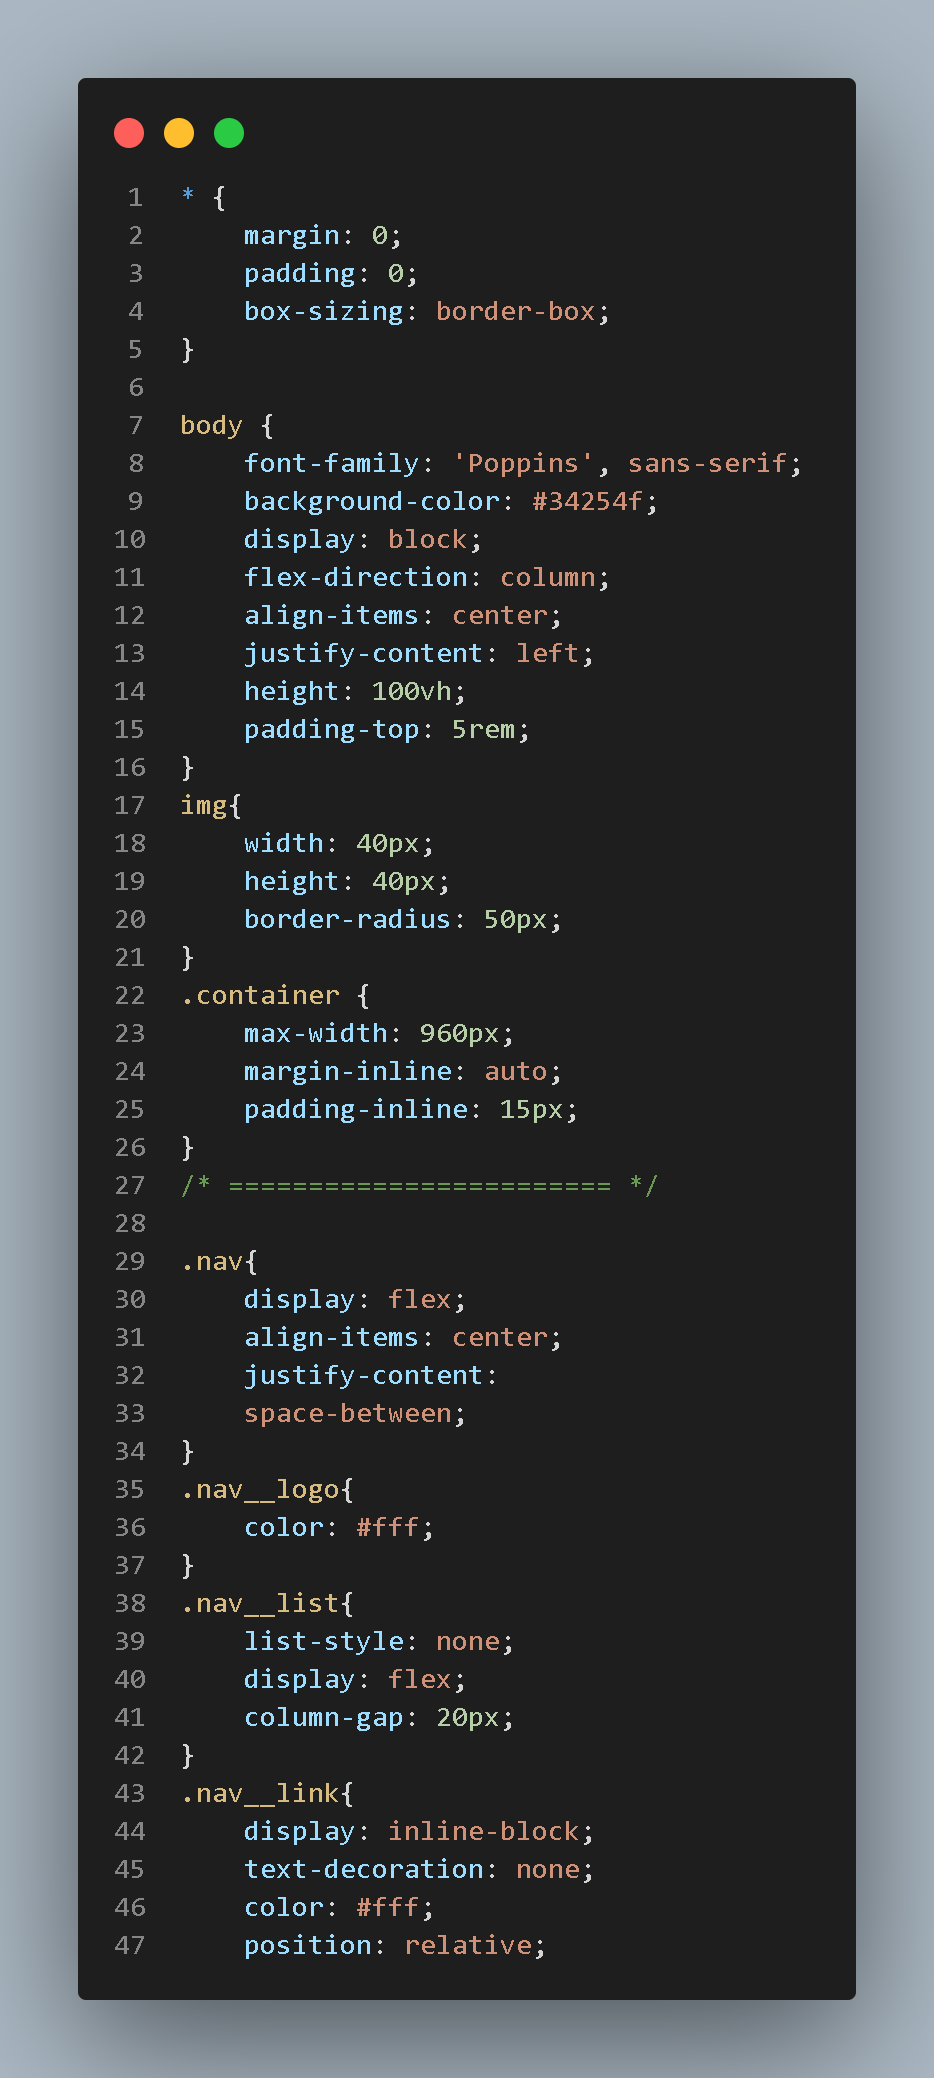 1 * {
2     margin: 0;
3     padding: 0;
4     box-sizing: border-box;
5 }
6
7 body {
8     font-family: 'Poppins', sans-serif;
9     background-color: #34254f;
10     display: block;
11     flex-direction: column;
12     align-items: center;
13     justify-content: left;
14     height: 100vh;
15     padding-top: 5rem;
16 }
17 img{
18     width: 40px;
19     height: 40px;
20     border-radius: 50px;
21 }
22 .container {
23     max-width: 960px;
24     margin-inline: auto;
25     padding-inline: 15px;
26 }
27 /* ======================== */
28
29 .nav{
30     display: flex;
31     align-items: center;
32     justify-content:
33     space-between;
34 }
35 .nav__logo{
36     color: #fff;
37 }
38 .nav__list{
39     list-style: none;
40     display: flex;
41     column-gap: 20px;
42 }
43 .nav__link{
44     display: inline-block;
45     text-decoration: none;
46     color: #fff;
47     position: relative;